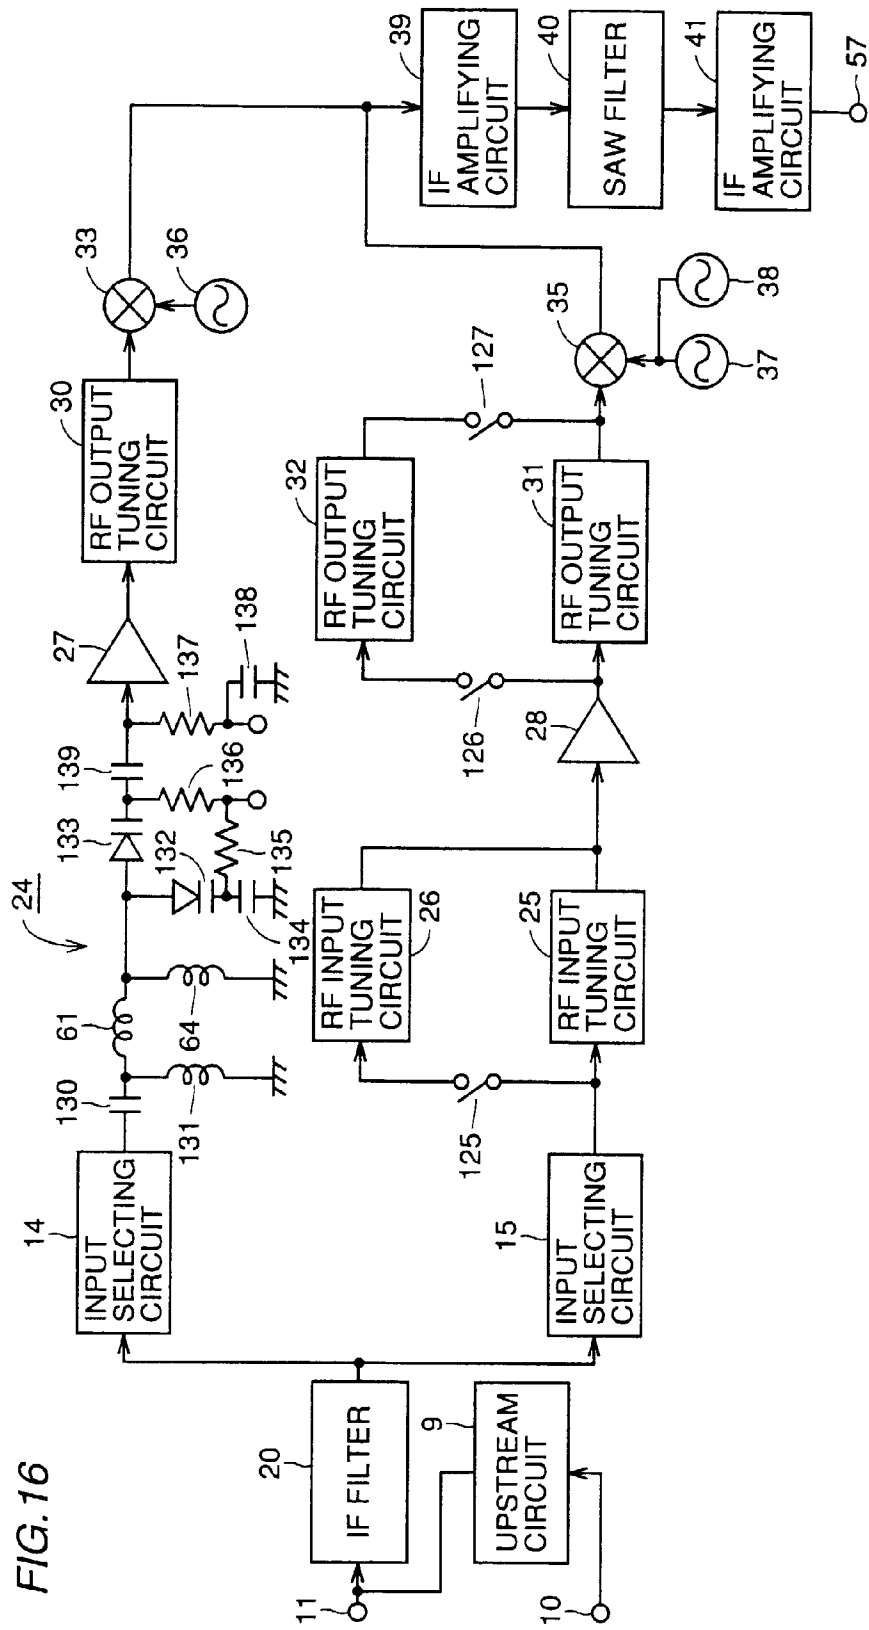 FIG. 16
11
10
20
IF FILTER
9
UPSTREAM
CIRCUIT
14
INPUT
SELECTING
CIRCUIT
15
INPUT
SELECTING
CIRCUIT
24
130
131
61
64
133
132
134
135
139
136
137
138
27
30
RF OUTPUT
TUNING
CIRCUIT
33
36
125
26
RF INPUT
TUNING
CIRCUIT
25
RF INPUT
TUNING
CIRCUIT
28
126
32
RF OUTPUT
TUNING
CIRCUIT
31
RF OUTPUT
TUNING
CIRCUIT
127
35
37
38
39
IF
AMPLIFYING
CIRCUIT
40
SAW FILTER
41
IF
AMPLIFYING
CIRCUIT
57